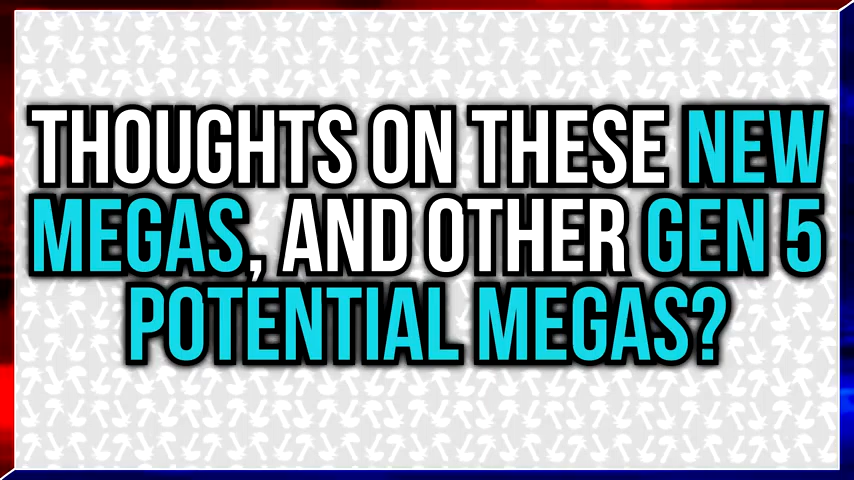 THOUGHTS ON THESE NEW
MEGAS, AND OTHER GEN 5
POTENTIAL MEGAS?